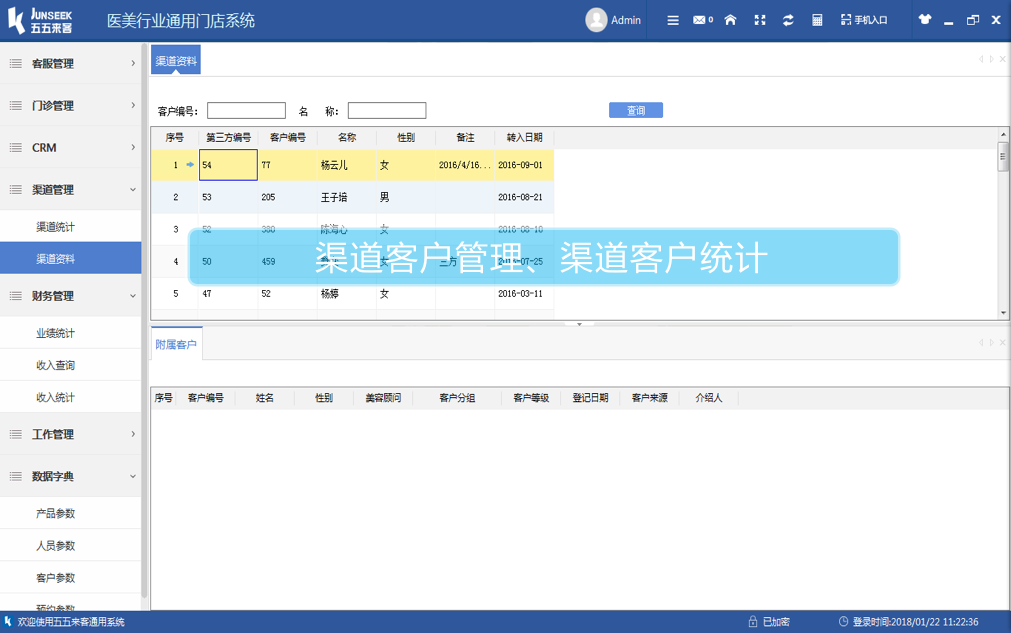 JUNSEEK
五五来客
医美行业通用门店系统
Admin
0
手机入口
客服管理
门诊管理
CRM
渠道管理
渠道统计
渠道资料
财务管理
业绩统计
收入查询
收入统计
工作管理
数据字典
产品参数
人员参数
客户参数
预约参数
渠道资料
客户编号: 名 称: 查询
序号 第三方编号 客户编号 名称 性别 备注 转入日期
1 54 77 杨云儿 女 2016/4/16... 2016-09-01
2 53 205 王子培 男 2016-08-21
3 52 380 陈海心 女 2016-08-10
渠道客户管理、渠道客户统计
4 50 459 女 三方 2016-07-25
5 47 52 杨婷 女 2016-03-11
附属客户
序号 客户编号 姓名 性别 美容顾问 客户分组 客户等级 登记日期 客户来源 介绍人
欢迎使用五五来客通用系统
已加密
登录时间:2018/01/22 11:22:36